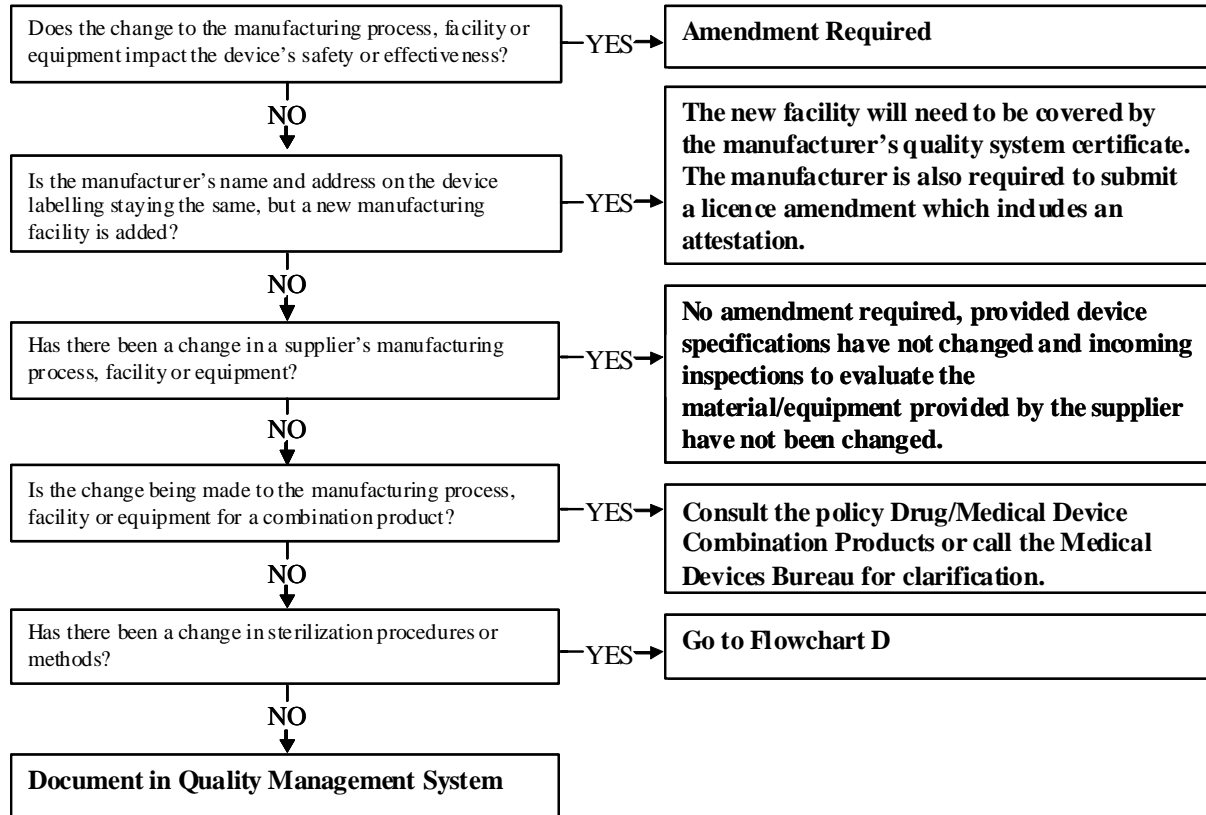 Does the change to the manufacturing process, facility or
equipment impact the device's safety or effectiveness?
YES
Amendment Required
NO
Is the manufacturer's name and address on the device
labelling staying the same, but a new manufacturing
facility is added?
YES
The new facility will need to be covered by
the manufacturer's quality system certificate.
The manufacturer is also required to submit
a licence amendment which includes an
attestation.
NO
Has there been a change in a supplier's manufacturing
process, facility or equipment?
YES
No amendment required, provided device
specifications have not changed and incoming
inspections to evaluate the
material/equipment provided by the supplier
have not been changed.
NO
Is the change being made to the manufacturing process,
facility or equipment for a combination product?
YES
Consult the policy Drug/Medical Device
Combination Products or call the Medical
Devices Bureau for clarification.
NO
Has there been a change in sterilization procedures or
methods?
YES
Go to Flowchart D
NO
Document in Quality Management System